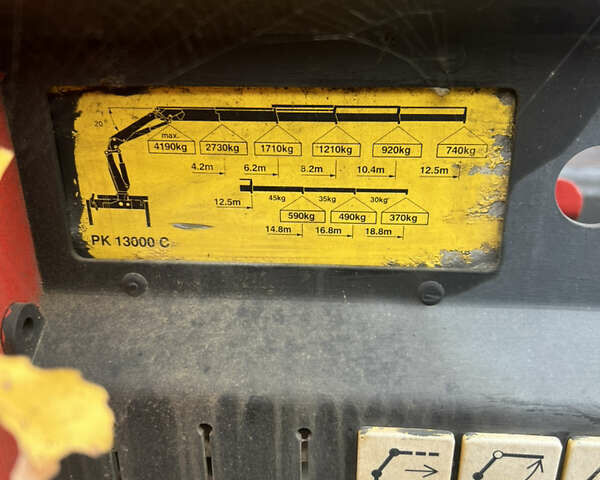 20°
max.
4190kg 2730kg 1710kg 1210kg 920kg 740kg
4.2m 6.2m 8.2m 10.4m 12.5m
45kg 35kg 30kg
12.5m 590kg 490kg 370kg
14.8m 16.8m 18.8m
PK 13000 C